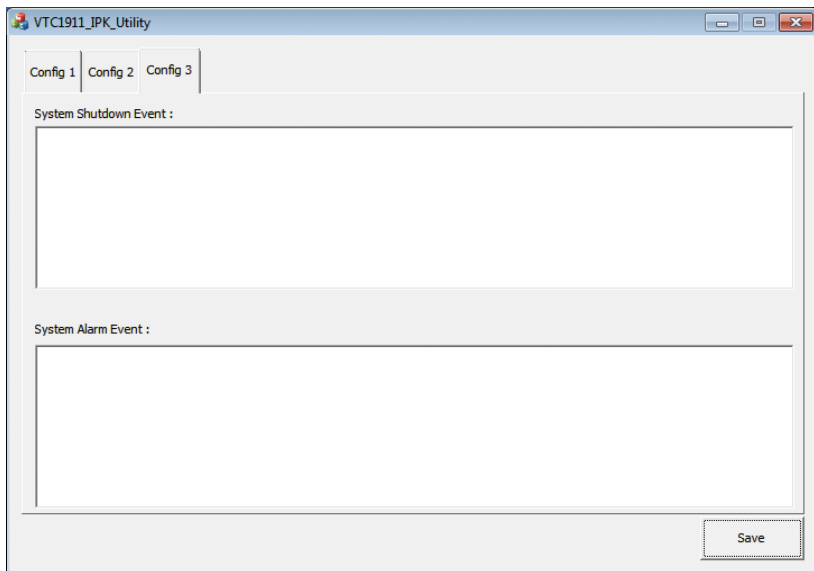 VTC1911_IPK_Utility
Config 1 Config 2 Config 3
System Shutdown Event :
System Alarm Event :
Save